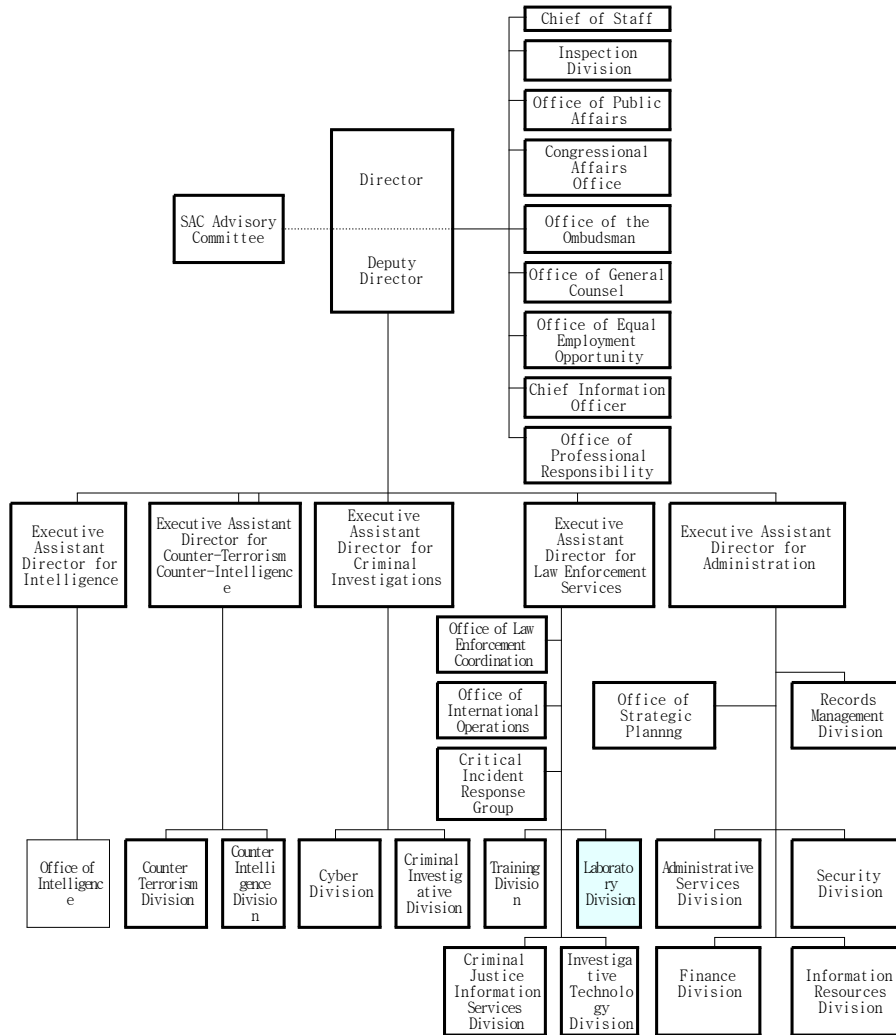 Chief of Staff
Inspection
Division
Office of Public
Affairs
Congressional
Affairs
Office
Director
SAC Advisory
Committee
Office of the
Ombudsman
Deputy
Director
Office of General
Counsel
Office of Equal
Employment
Opportunity
Chief Information
Officer
Office of
Professional
Responsibility
Executive
Assistant
Director for
Intelligence
Executive Assistant
Director for
Counter-Terrorism
Counter-Intelligenc
e
Executive
Assistant
Director for
Criminal
Investigations
Executive
Assistant
Director for
Law Enforcement
Services
Executive Assistant
Director for
Administration
Office of Law
Enforcement
Coordination
Office of
International
Operations
Office of
Strategic
Plannng
Records
Management
Division
Critical
Incident
Response
Group
Office of
Intelligenc
e
Counter
Terrorism
Division
Counter
Intelli
gence
Divisio
n
Cyber
Division
Criminal
Investig
ative
Division
Training
Divisio
n
Laborato
ry
Division
Administrative
Services
Division
Security
Division
Criminal
Justice
Information
Services
Division
Investiga
tive
Technolo
gy
Division
Finance
Division
Information
Resources
Division